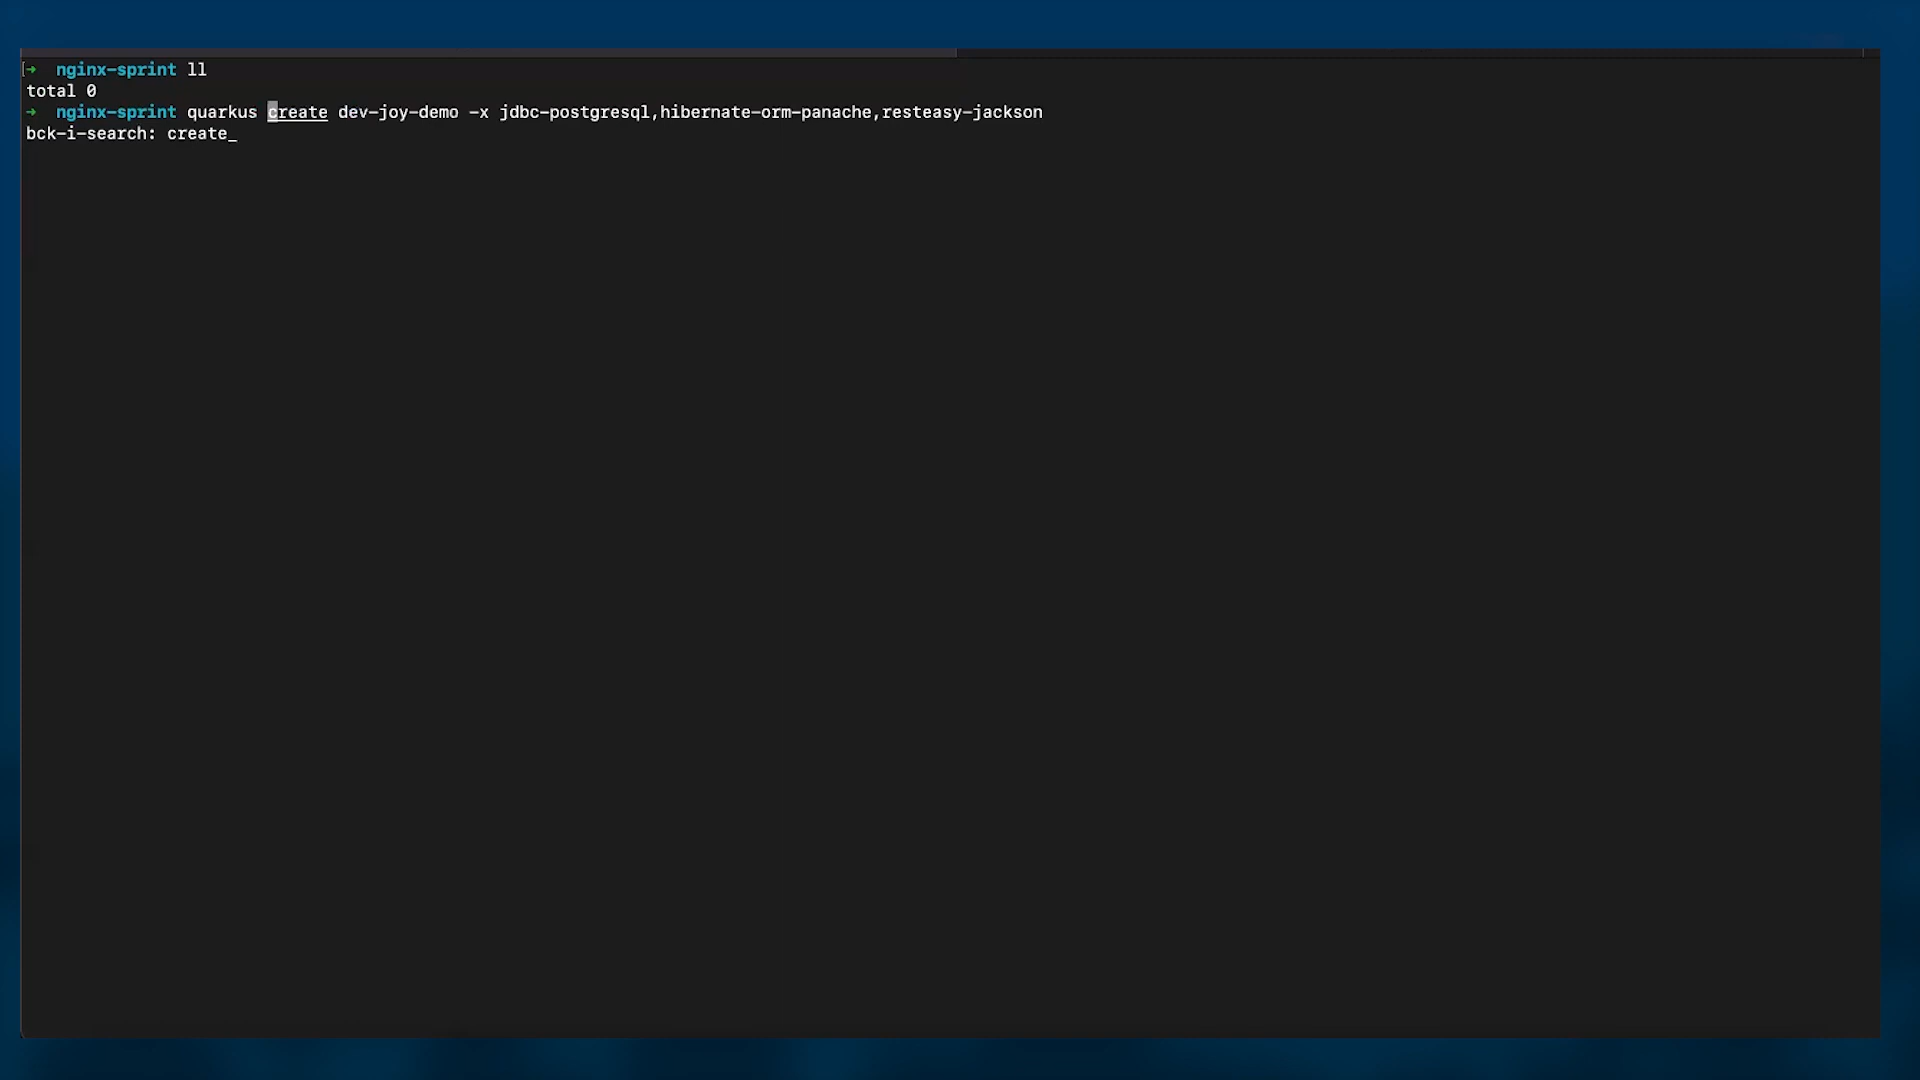 ➜ nginx-sprint ll
total 0
➜ nginx-sprint quarkus create dev-joy-demo -x jdbc-postgresql,hibernate-orm-panache,resteasy-jackson
bck-i-search: create_